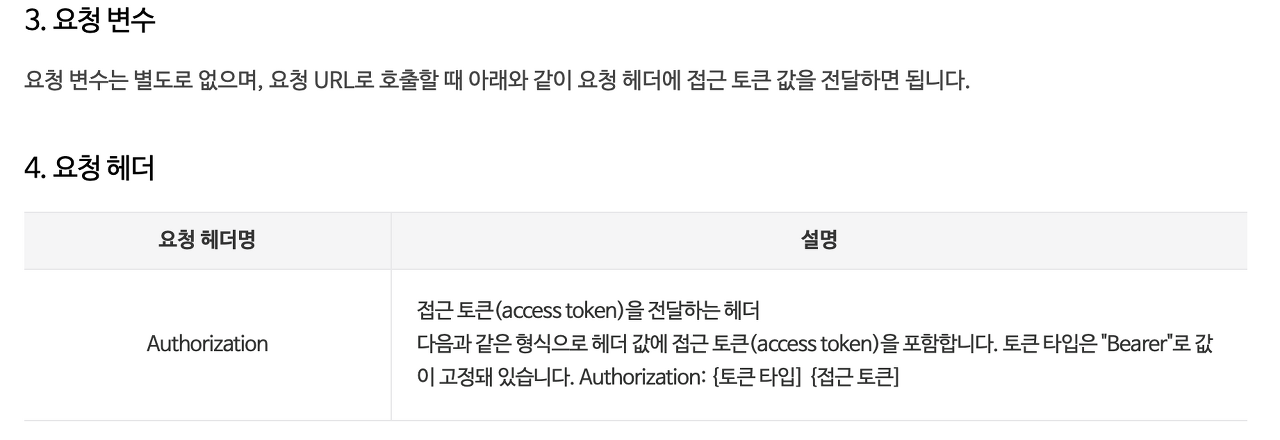 3. 요청 변수
요청 변수는 별도로 없으며, 요청 URL로 호출할 때 아래와 같이 요청 헤더에 접근 토큰 값을 전달하면 됩니다.
4. 요청 헤더
요청 헤더명
설명
Authorization
접근 토큰(access token)을 전달하는 헤더
다음과 같은 형식으로 헤더 값에 접근 토큰(access token)을 포함합니다. 토큰 타입은 "Bearer"로 값
이 고정돼 있습니다. Authorization: {토큰 타입] {접근 토큰]